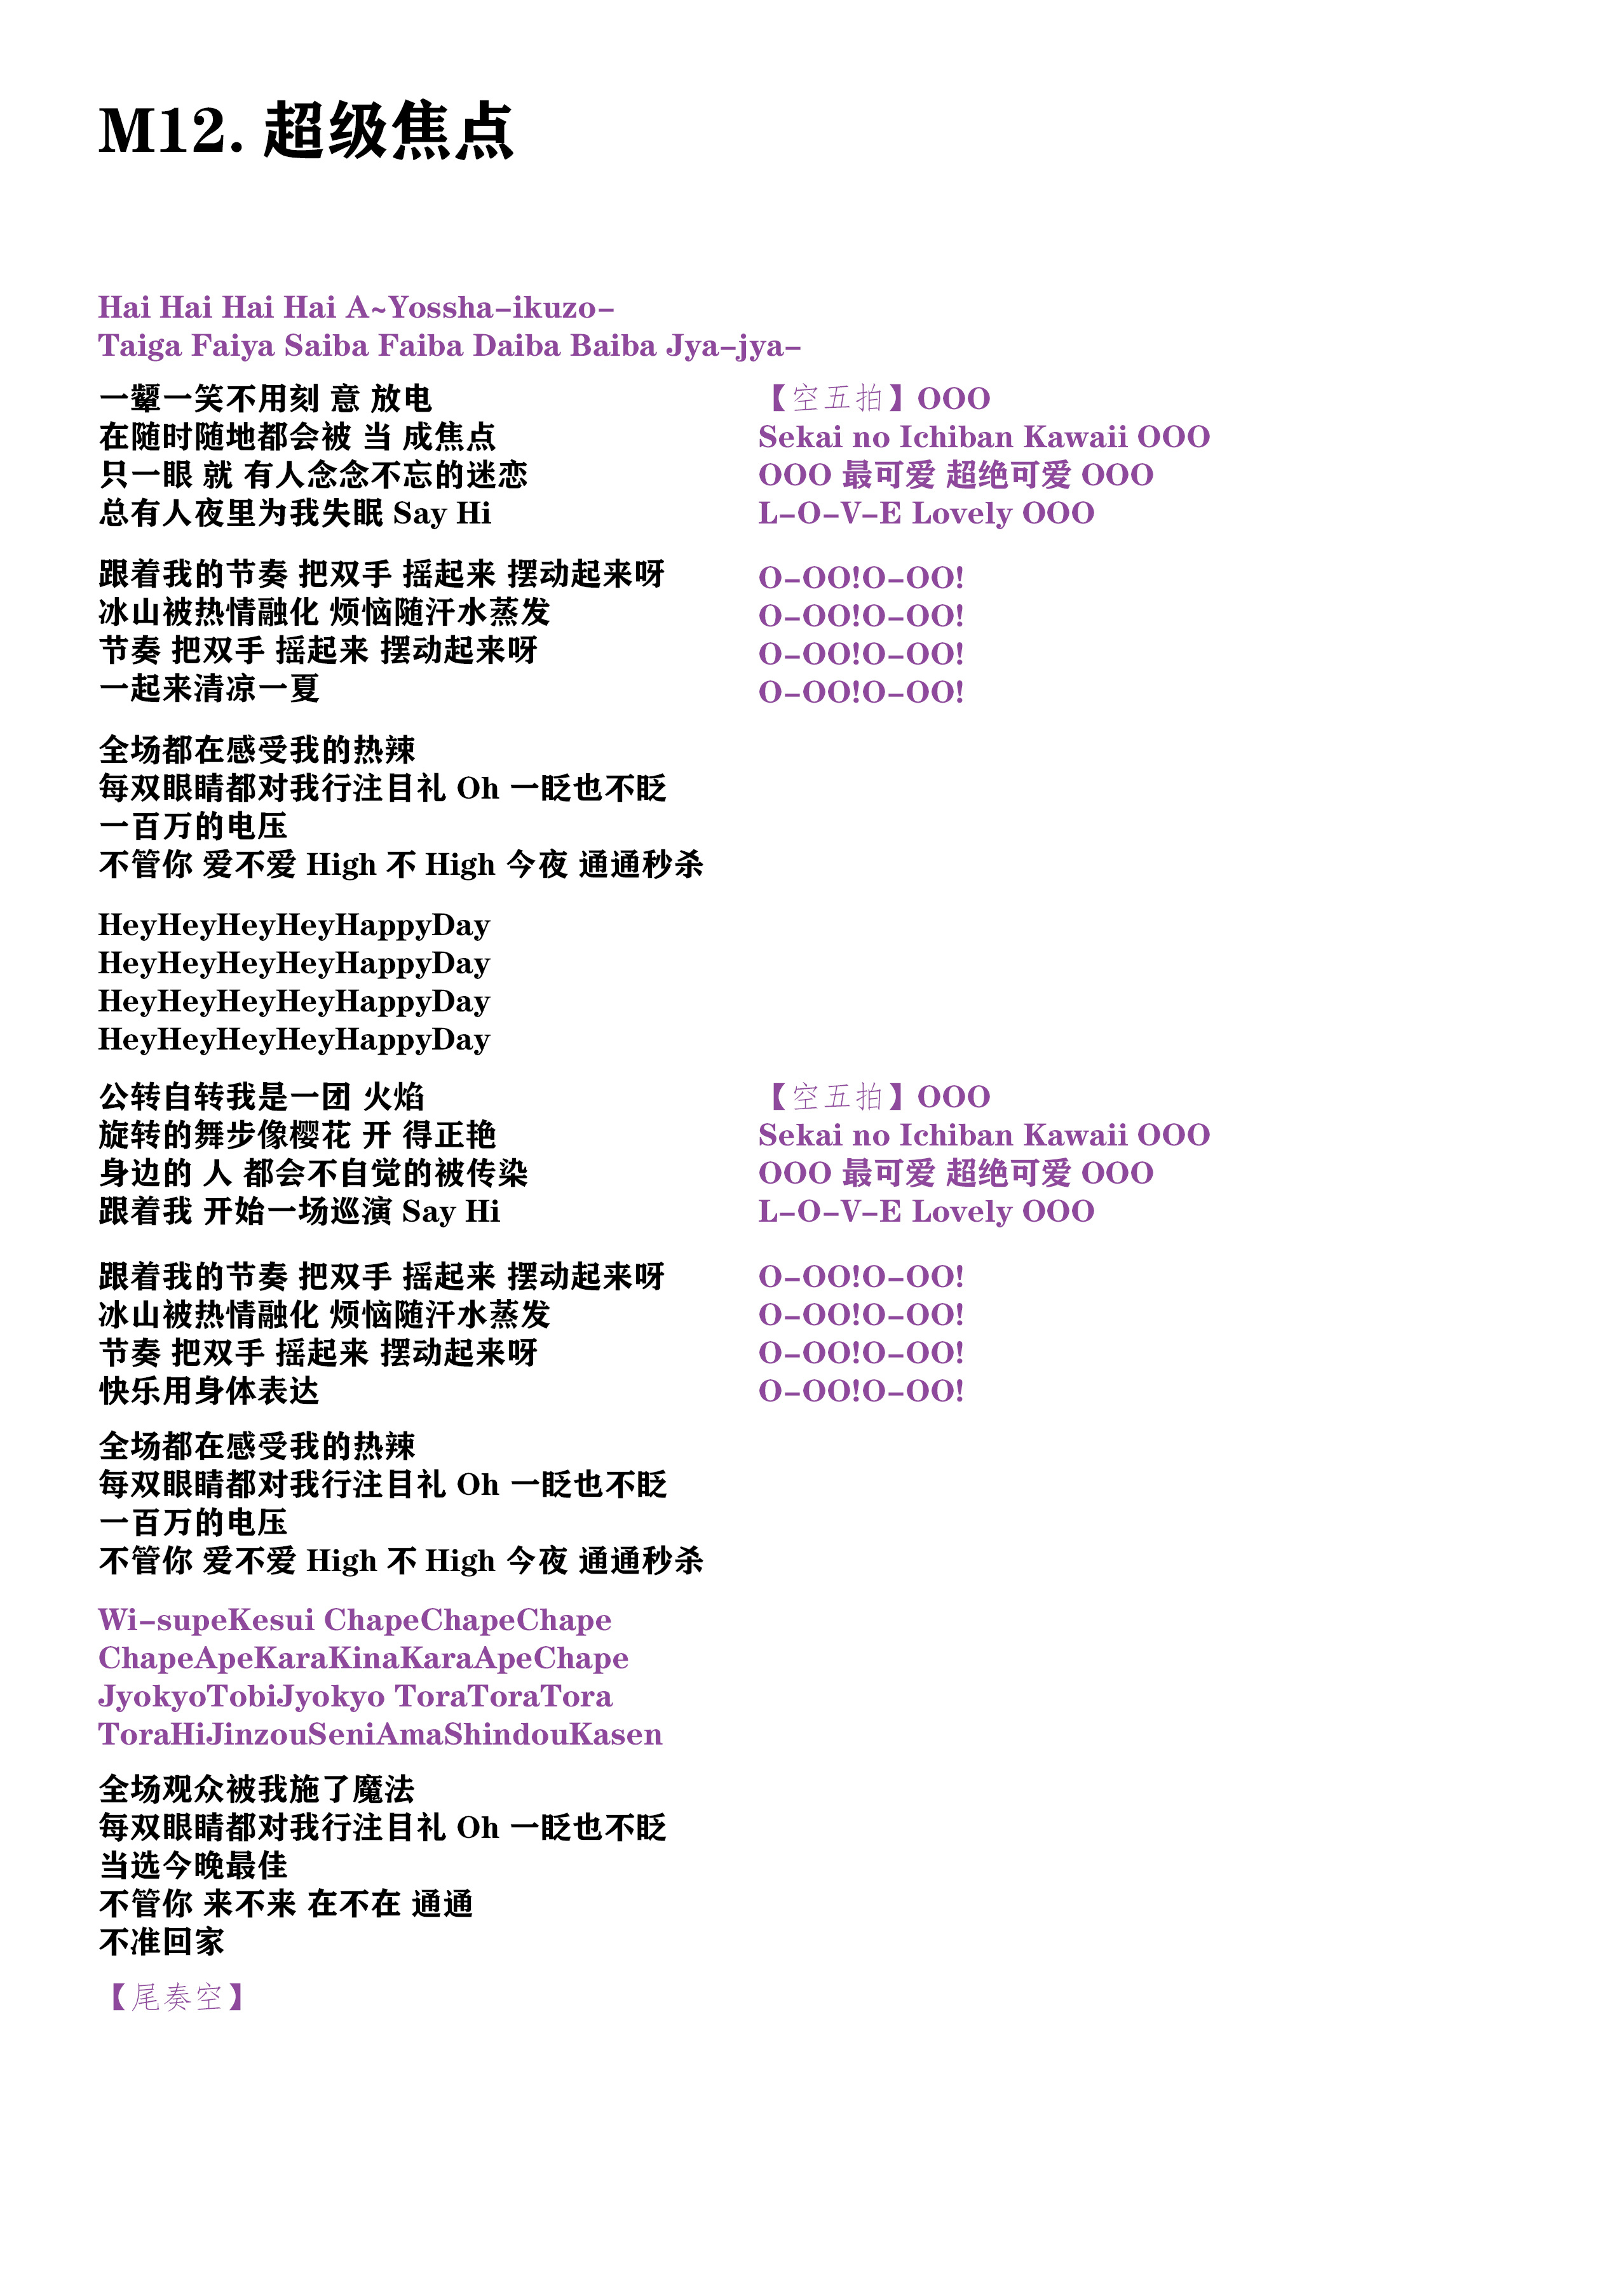 M12. 超级焦点
Hai Hai Hai Hai A~Yossha-ikuzo-
Taiga Faiya Saiba Faiba Daiba Baiba Jya-jya-
一颦一笑不用刻 意 放电
【空五拍】OOO
在随时随地都会被 当 成焦点
Sekai no Ichiban Kawaii OOO
只一眼 就 有人念念不忘的迷恋
OOO 最可爱 超绝可爱 OOO
总有人夜里为我失眠 Say Hi
L-O-V-E Lovely OOO
跟着我的节奏 把双手 摇起来 摆动起来呀
O-OO!O-OO!
冰山被热情融化 烦恼随汗水蒸发
O-OO!O-OO!
节奏 把双手 摇起来 摆动起来呀
O-OO!O-OO!
一起来清凉一夏
O-OO!O-OO!
全场都在感受我的热辣
每双眼睛都对我行注目礼 Oh 一眨也不眨
一百万的电压
不管你 爱不爱 High 不 High 今夜 通通秒杀
HeyHeyHeyHeyHappyDay
HeyHeyHeyHeyHappyDay
HeyHeyHeyHeyHappyDay
HeyHeyHeyHeyHappyDay
公转自转我是一团 火焰
【空五拍】OOO
旋转的舞步像樱花 开 得正艳
Sekai no Ichiban Kawaii OOO
身边的 人 都会不自觉的被传染
OOO 最可爱 超绝可爱 OOO
跟着我 开始一场巡演 Say Hi
L-O-V-E Lovely OOO
跟着我的节奏 把双手 摇起来 摆动起来呀
O-OO!O-OO!
冰山被热情融化 烦恼随汗水蒸发
O-OO!O-OO!
节奏 把双手 摇起来 摆动起来呀
O-OO!O-OO!
快乐用身体表达
O-OO!O-OO!
全场都在感受我的热辣
每双眼睛都对我行注目礼 Oh 一眨也不眨
一百万的电压
不管你 爱不爱 High 不 High 今夜 通通秒杀
Wi-supeKesui ChapeChapeChape
ChapeApeKaraKinaKaraApeChape
JyokyoTobiJyokyo ToraToraTora
ToraHiJinzouSeniAmaShindouKasen
全场观众被我施了魔法
每双眼睛都对我行注目礼 Oh 一眨也不眨
当选今晚最佳
不管你 来不来 在不在 通通
不准回家
【尾奏空】